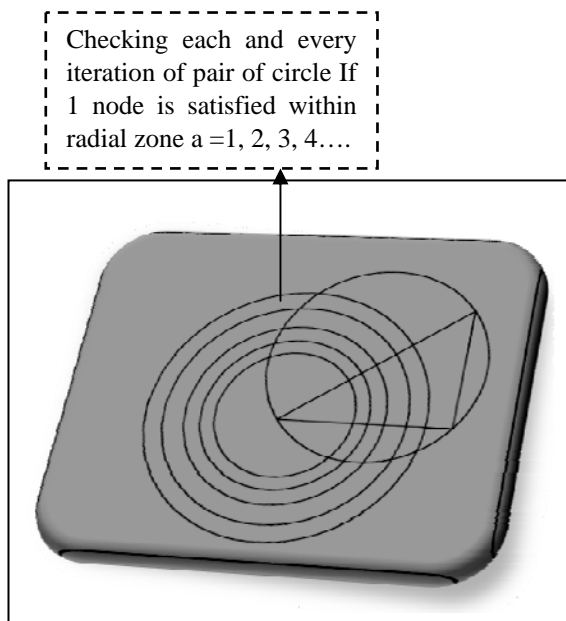 Checking each and every
iteration of pair of circle If
1 node is satisfied within
radial zone a =1, 2, 3, 4….